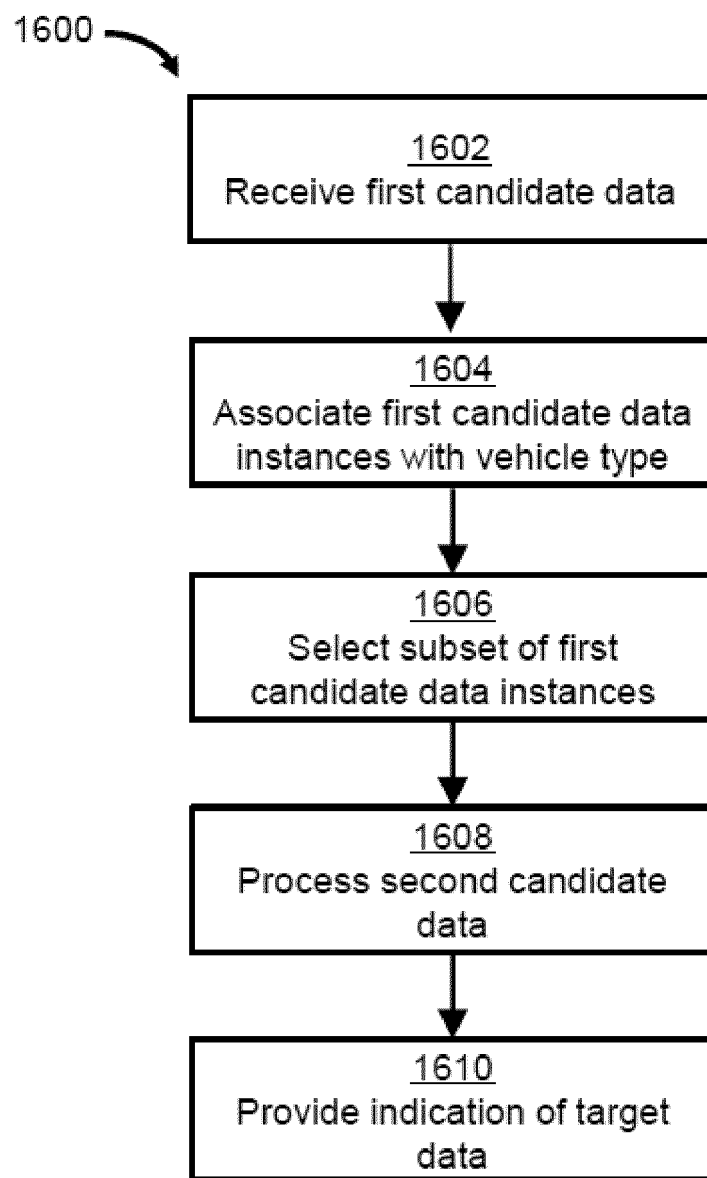 1600
1602
Receive first candidate data
1604
Associate first candidate data
instances with vehicle type
1606
Select subset of first
candidate data instances
1608
Process second candidate
data
1610
Provide indication of target
data